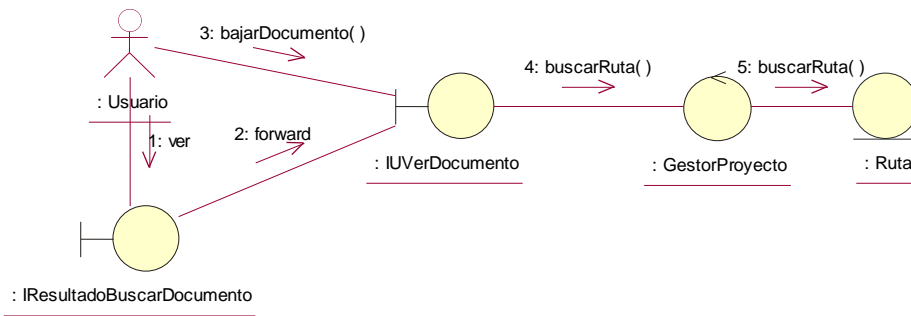 3: bajarDocumento( )
4: buscarRuta( )
5: buscarRuta( )
: Usuario
1: ver
2: forward
: IUVerDocumento
: GestorProyecto
: Ruta
: IResultadoBuscarDocumento